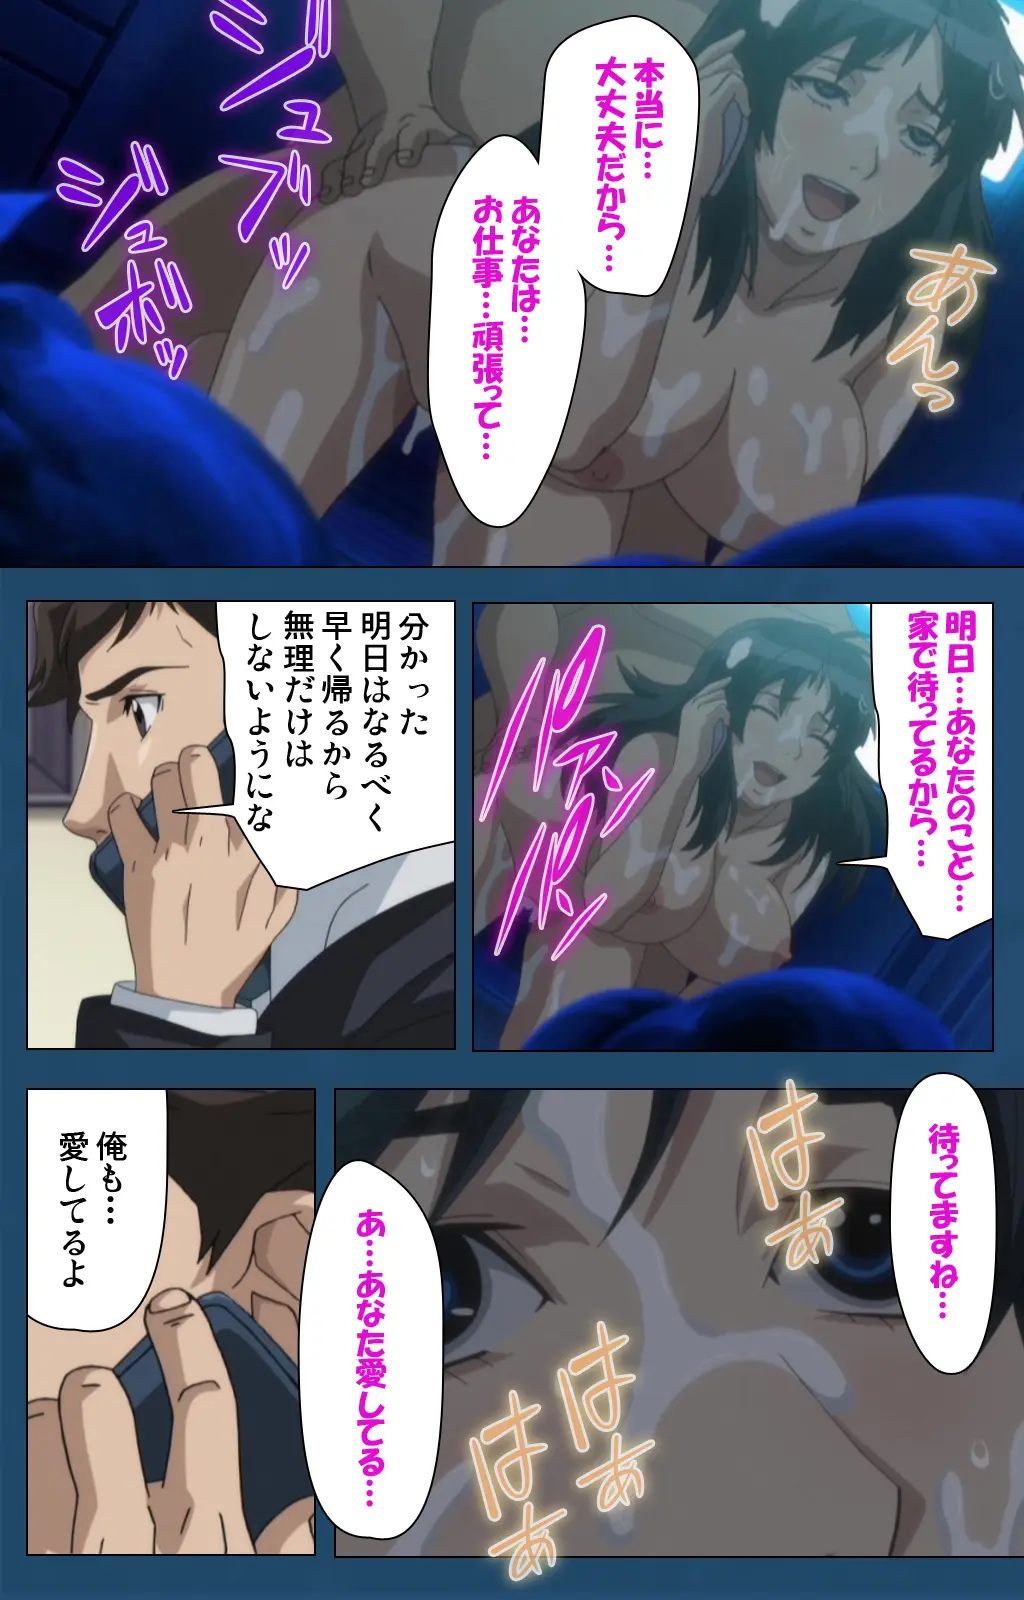 本当に…
大丈夫だから…
あなたは…
お仕事…頑張って…
あんっ
ジュブッ
ジュボッ
明日…あなたのこと…
家で待ってるから…
パァン
パンッ
分かった
明日はなるべく
早く帰るから
無理だけは
しないようにな
待ってますね…
はぁ
はぁ
はぁ
あ…あなた愛してる…
俺も…
愛してるよ